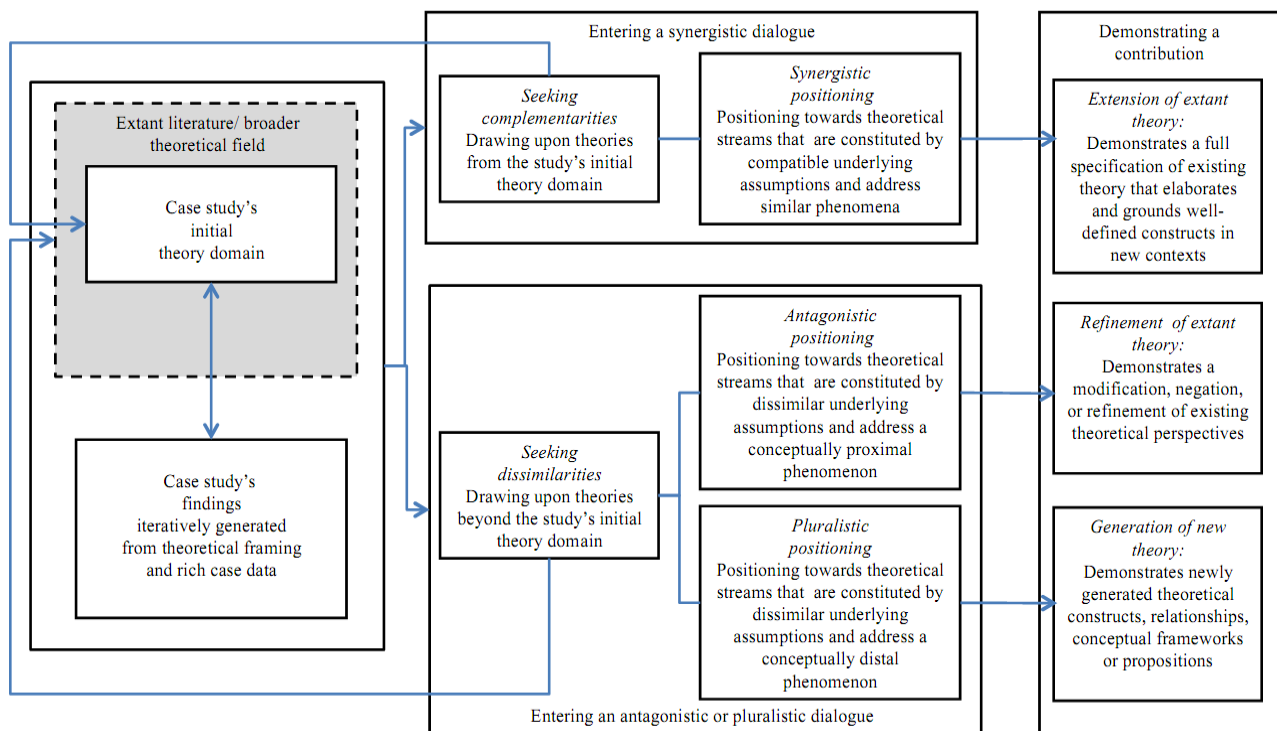 Extant literature/ broader
theoretical field
Case study's
initial
theory domain
Case study's
findings
iteratively generated
from theoretical framing
and rich case data
Entering a synergistic dialogue
Seeking
complementarities
Drawing upon theories
from the study's initial
theory domain
Synergistic
positioning
Positioning towards theoretical
streams that are constituted by
compatible underlying
assumptions and address
similar phenomena
Seeking
dissimilarities
Drawing upon theories
beyond the study's initial
theory domain
Antagonistic
positioning
Positioning towards theoretical
streams that are constituted by
dissimilar underlying
assumptions and address a
conceptually proximal
phenomenon
Pluralistic
positioning
Positioning towards theoretical
streams that are constituted by
dissimilar underlying
assumptions and address a
conceptually distal
phenomenon
Entering an antagonistic or pluralistic dialogue
Demonstrating a
contribution
Extension of extant
theory:
Demonstrates a full
specification of existing
theory that elaborates
and grounds well-
defined constructs in
new contexts
Refinement of extant
theory:
Demonstrates a
modification, negation,
or refinement of existing
theoretical perspectives
Generation of new
theory:
Demonstrates newly
generated theoretical
constructs, relationships,
conceptual frameworks
or propositions